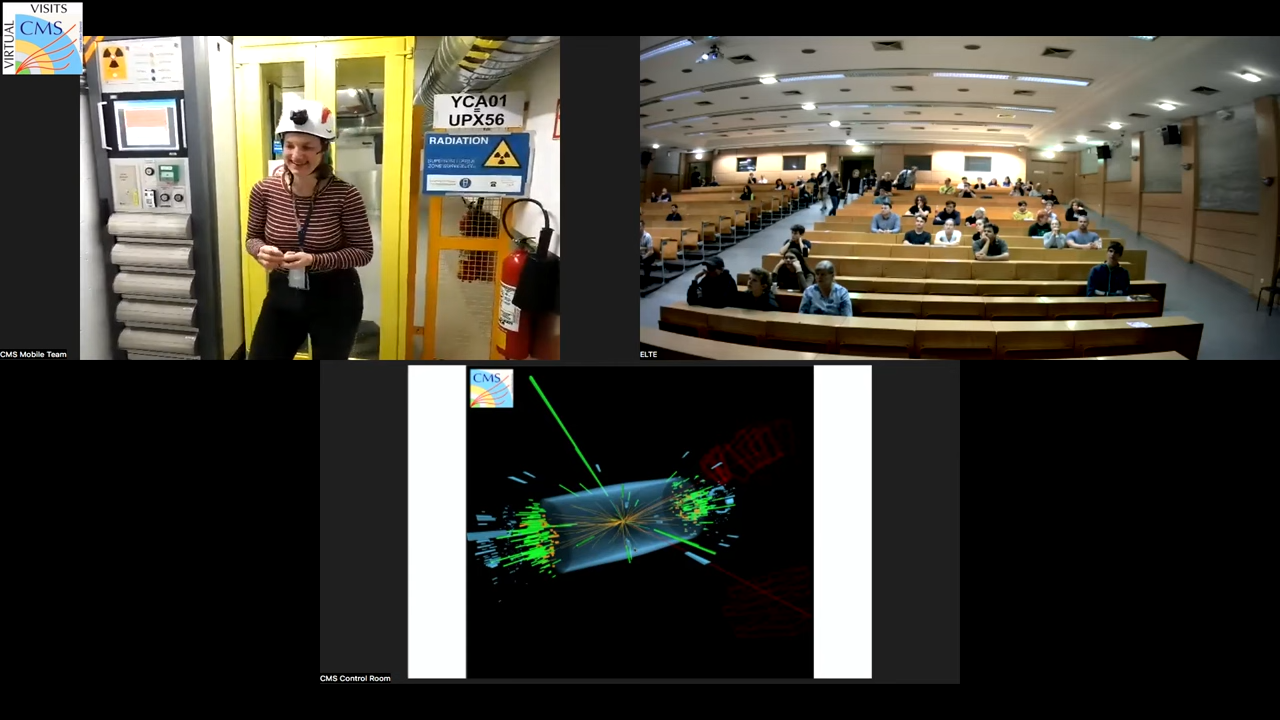 VISITS
VIRTUAL
CMS
YCA01
=
UPX56
RADIATION
CMS Mobile Team
ELTE
CMS
CMS Control Room